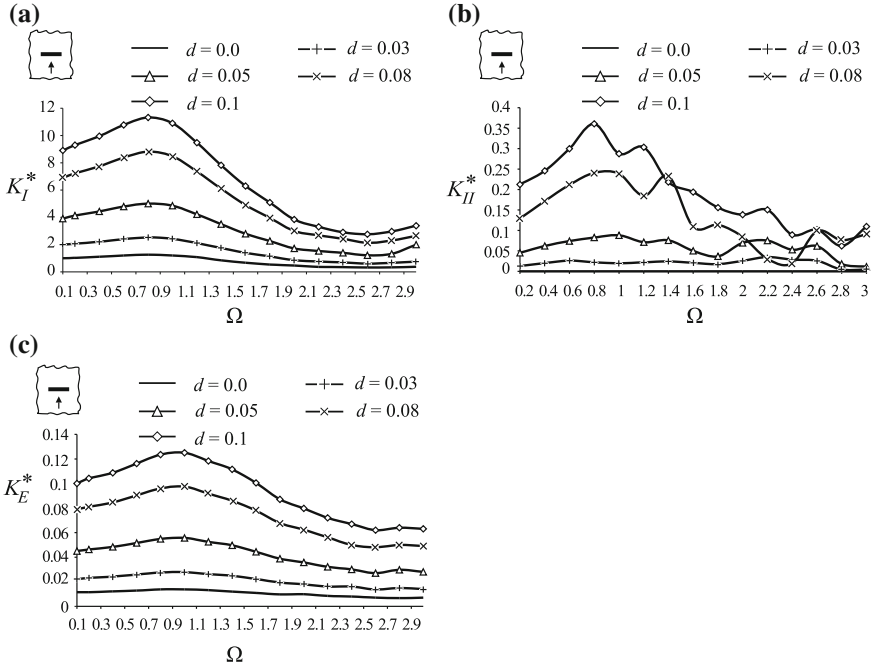 (a)
d = 0.0
d = 0.03
d = 0.05
d = 0.08
d = 0.1
12
10
8
6
4
2
0
K_I^*
0.1 0.3 0.5 0.7 0.9 1.1 1.3 1.5 1.7 1.9 2.1 2.3 2.5 2.7 2.9
Ω
(b)
d = 0.0
d = 0.03
d = 0.05
d = 0.08
d = 0.1
0.4
0.35
0.3
0.25
0.2
0.15
0.1
0.05
0
K_II^*
0.2 0.4 0.6 0.8 1 1.2 1.4 1.6 1.8 2 2.2 2.4 2.6 2.8 3
Ω
(c)
d = 0.0
d = 0.03
d = 0.05
d = 0.08
d = 0.1
0.14
0.12
0.1
0.08
0.06
0.04
0.02
0
K_E^*
0.1 0.3 0.5 0.7 0.9 1.1 1.3 1.5 1.7 1.9 2.1 2.3 2.5 2.7 2.9
Ω